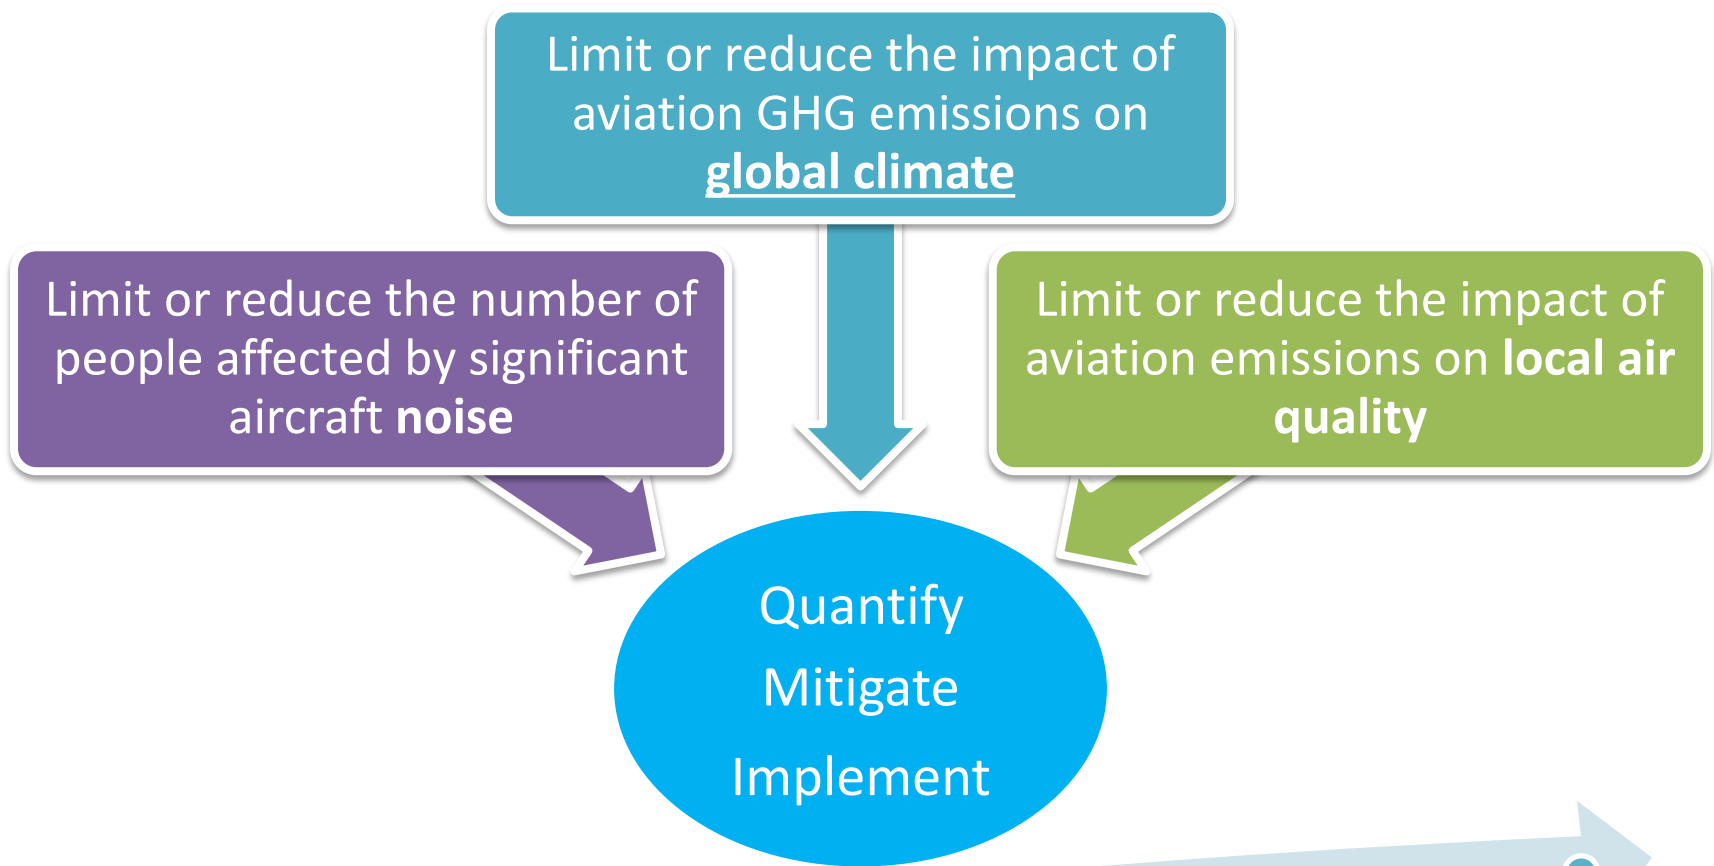 Limit or reduce the impact of
aviation GHG emissions on
global climate
Limit or reduce the number of
people affected by significant
aircraft noise
Limit or reduce the impact of
aviation emissions on local air
quality
Quantify
Mitigate
Implement